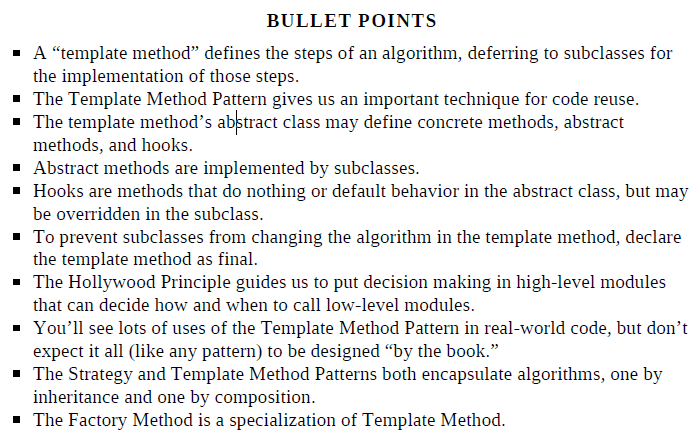 BULLET POINTS
▪ A “template method” defines the steps of an algorithm, deferring to subclasses for
the implementation of those steps.
▪ The Template Method Pattern gives us an important technique for code reuse.
▪ The template method’s abstract class may define concrete methods, abstract
methods, and hooks.
▪ Abstract methods are implemented by subclasses.
▪ Hooks are methods that do nothing or default behavior in the abstract class, but may
be overridden in the subclass.
▪ To prevent subclasses from changing the algorithm in the template method, declare
the template method as final.
▪ The Hollywood Principle guides us to put decision making in high-level modules
that can decide how and when to call low-level modules.
▪ You’ll see lots of uses of the Template Method Pattern in real-world code, but don’t
expect it all (like any pattern) to be designed “by the book.”
▪ The Strategy and Template Method Patterns both encapsulate algorithms, one by
inheritance and one by composition.
▪ The Factory Method is a specialization of Template Method.